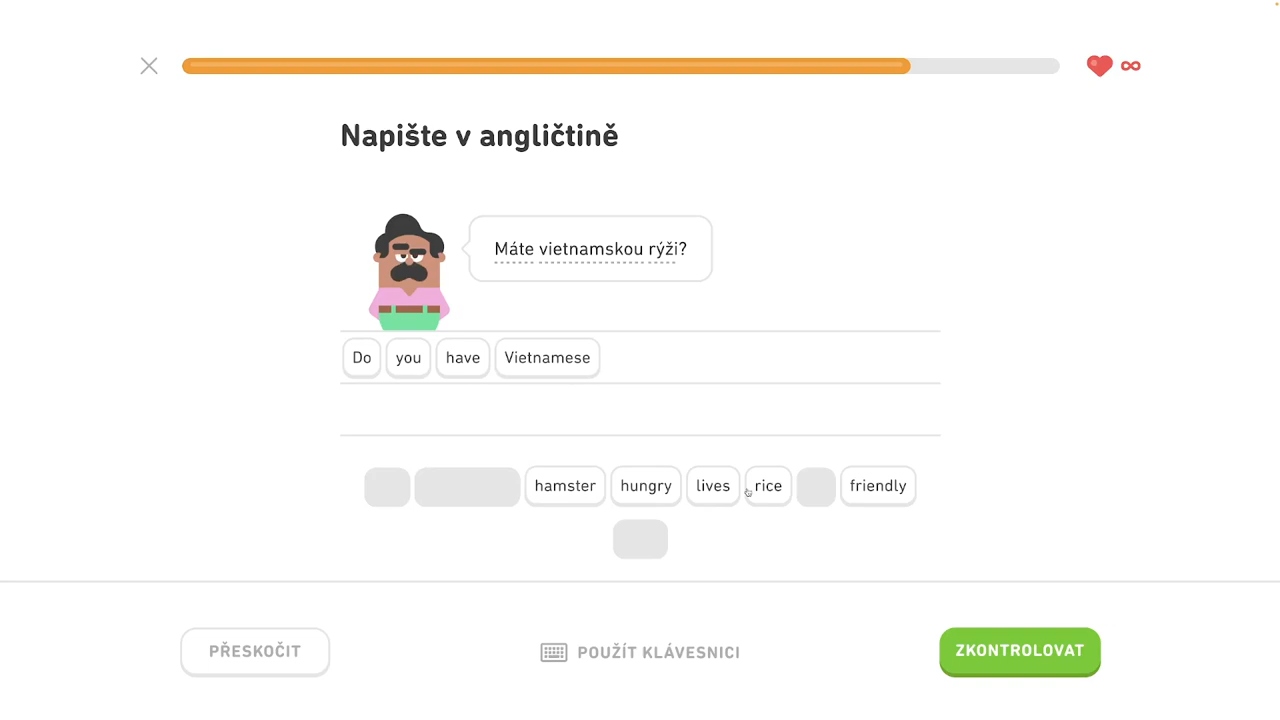 Napište v angličtině
Máte vietnamskou rýži?
Do you have Vietnamese
hamster hungry lives rice friendly
PŘESKOČIT POUŽÍT KLÁVESNICI ZKONTROLOVAT